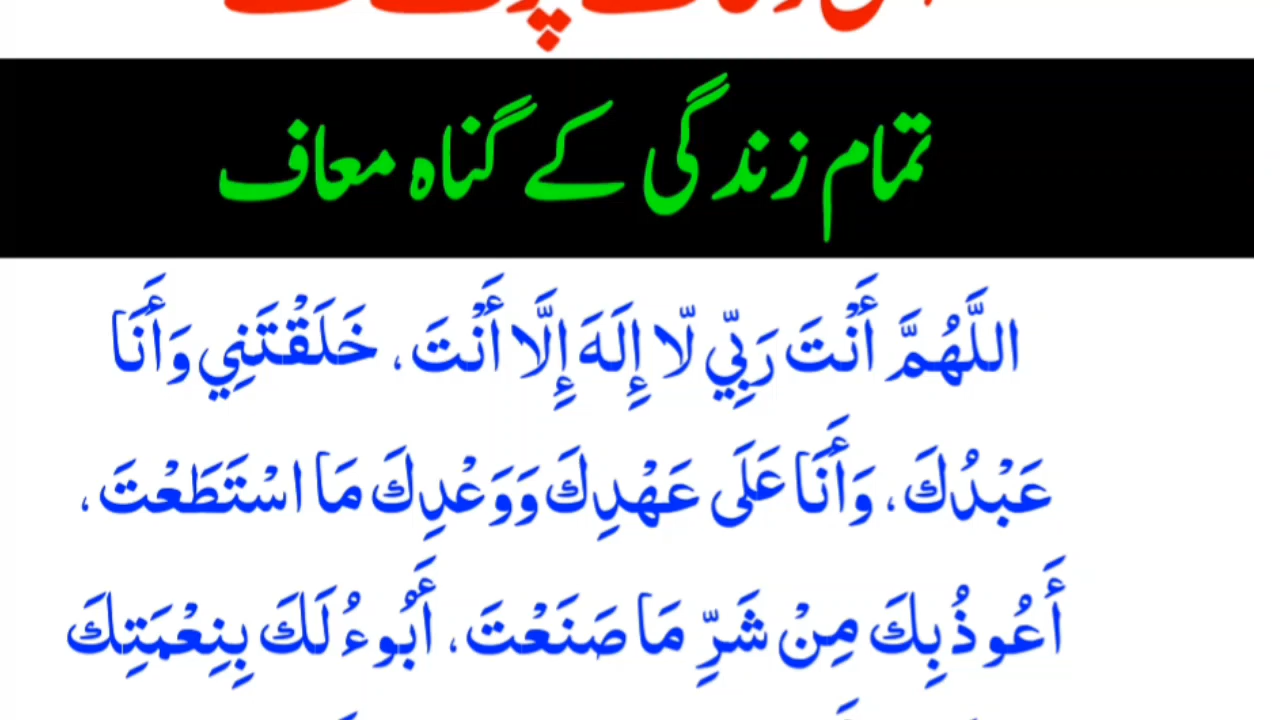 تمام زندگی کے گناہ معاف
اللَّهُمَّ أَنْتَ رَبِّي لّا إِلَهَ إِلَّا أَنْتَ، خَلَقْتَنِي وَأَنَا
عَبْدُكَ، وَأَنَا عَلَى عَهْدِكَ وَوَعْدِكَ مَا اسْتَطَعْتَ،
أَعُوذُ بِكَ مِنْ شَرِّ مَا صَنَعْتَ، أَبُوءُ لَكَ بِنِعْمَتِكَ